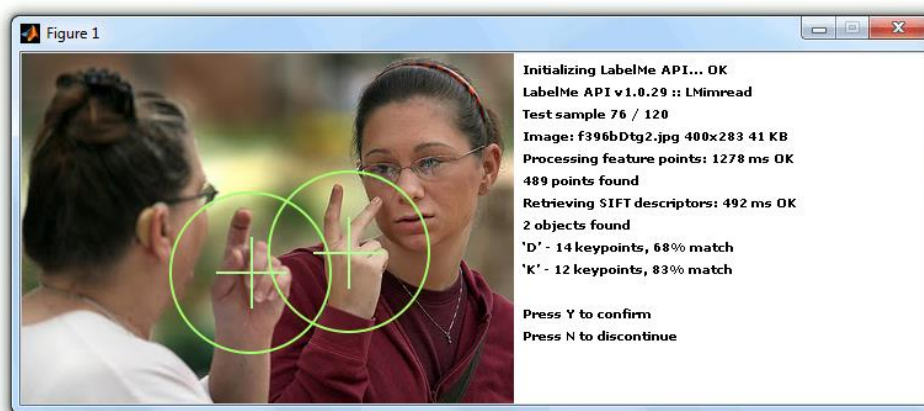 Figure 1
Initializing LabelMe API... OK
LabelMe API v1.0.29 :: LMimread
Test sample 76 / 120
Image: f396bDtg2.jpg 400x283 41 KB
Processing feature points: 1278 ms OK
489 points found
Retrieving SIFT descriptors: 492 ms OK
2 objects found
'D' - 14 keypoints, 68% match
'K' - 12 keypoints, 83% match
Press Y to confirm
Press N to discontinue